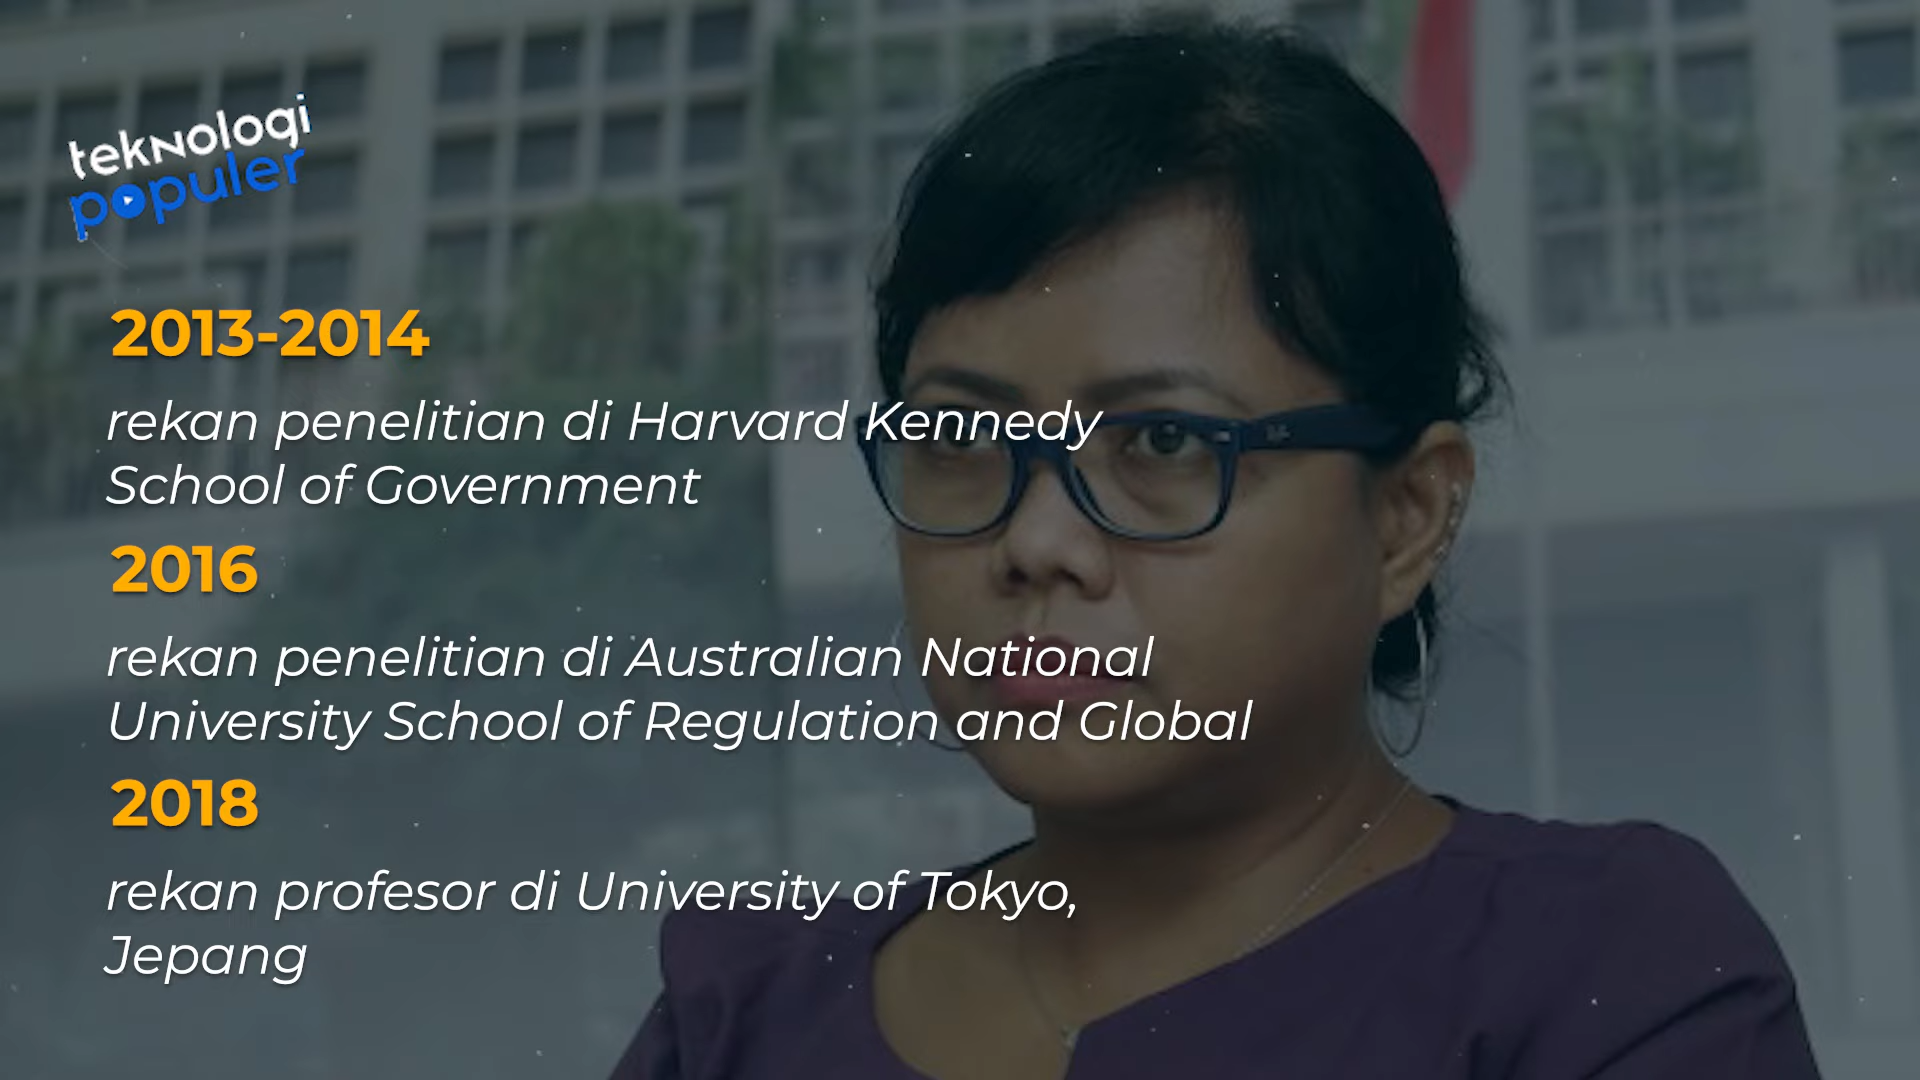 tekNologi
populer
2013-2014
rekan penelitian di Harvard Kennedy
School of Government
2016
rekan penelitian di Australian National
University School of Regulation and Global
2018
rekan profesor di University of Tokyo,
Jepang